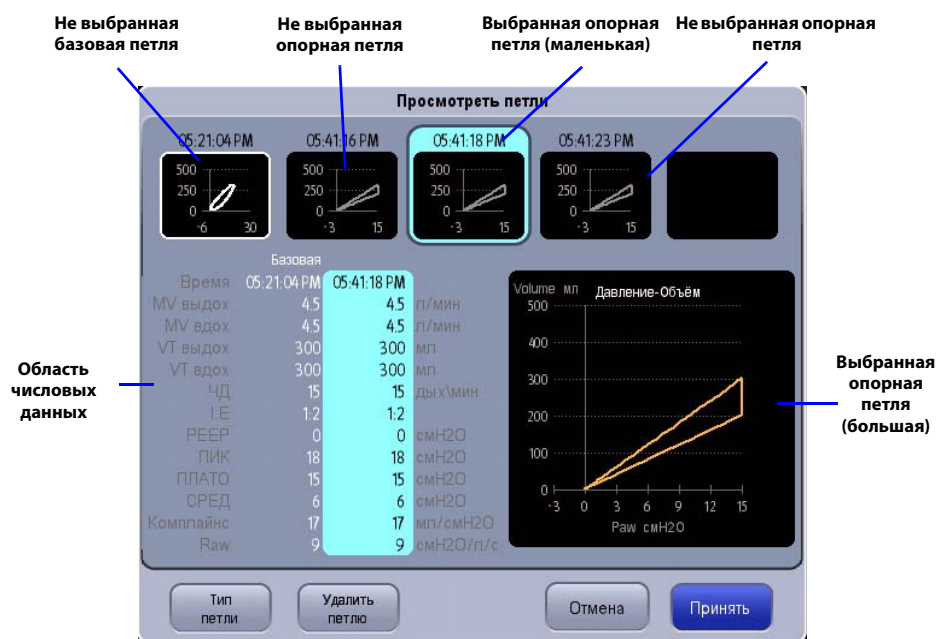 Не выбранная
базовая петля
Не выбранная
опорная петля
Выбранная опорная
петля (маленькая)
Не выбранная опорная
петля
Просмотреть петли
05:21:04 PM
05:41:16 PM
05:41:18 PM
05:41:23 PM
500
250
0
-6 30
500
250
0
-3 15
500
250
0
-3 15
500
250
0
-3 15
Базовая
Время 05:21:04 PM 05:41:18 PM
MV выдох 4.5 4.5 л/мин
MV вдох 4.5 4.5 л/мин
VT выдох 300 300 мл
VT вдох 300 300 мл
ЧД 15 15 дых\мин
I:E 1:2 1:2
PEEP 0 0 смH2O
ПИК 18 18 смH2O
ПЛАТО 15 15 смH2O
СРЕД 6 6 смH2O
Комплайнс 17 17 мл/смH2O
Raw 9 9 смH2O/л/с
Volume мл Давление-Объём
500
400
300
200
100
0
-3 0 3 6 9 12 15
Paw смH2O
Область
числовых
данных
Выбранная
опорная
петля
(большая)
Тип
петли
Удалить
петлю
Отмена
Принять